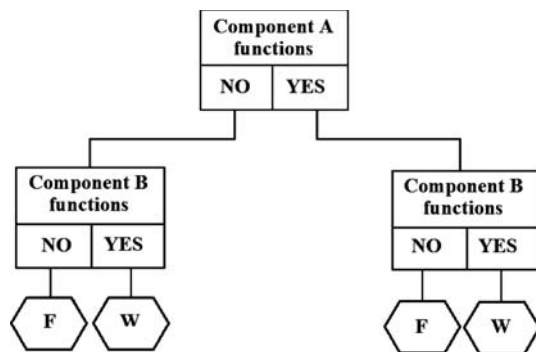 Component A
functions
NO YES
Component B
functions
NO YES
F W
Component B
functions
NO YES
F W